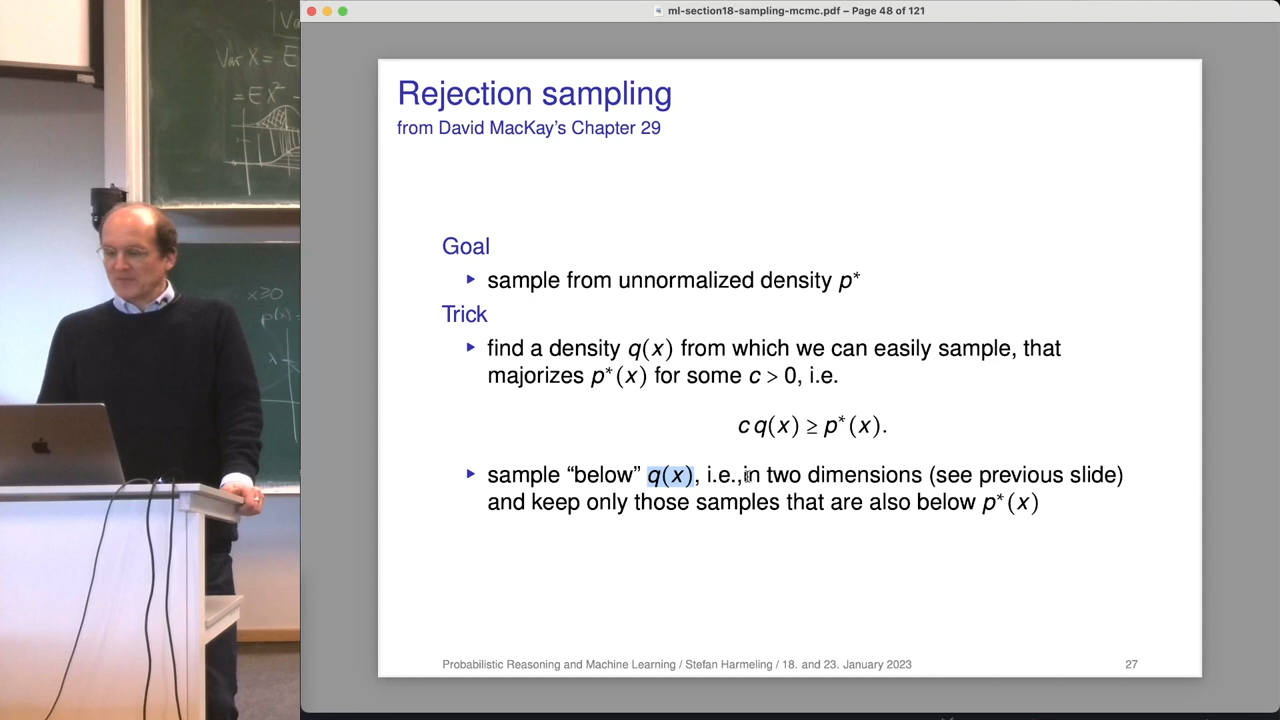 ml-section18-sampling-mcmc.pdf – Page 48 of 121
Rejection sampling
from David MacKay's Chapter 29
Goal
▸ sample from unnormalized density p*
Trick
▸ find a density q(x) from which we can easily sample, that
majorizes p*(x) for some c > 0, i.e.
c q(x) ≥ p*(x).
▸ sample “below” q(x), i.e., in two dimensions (see previous slide)
and keep only those samples that are also below p*(x)
Probabilistic Reasoning and Machine Learning / Stefan Harmeling / 18. and 23. January 2023 27
Var X = E
= EX² -
x≥0
p(x) =
λ